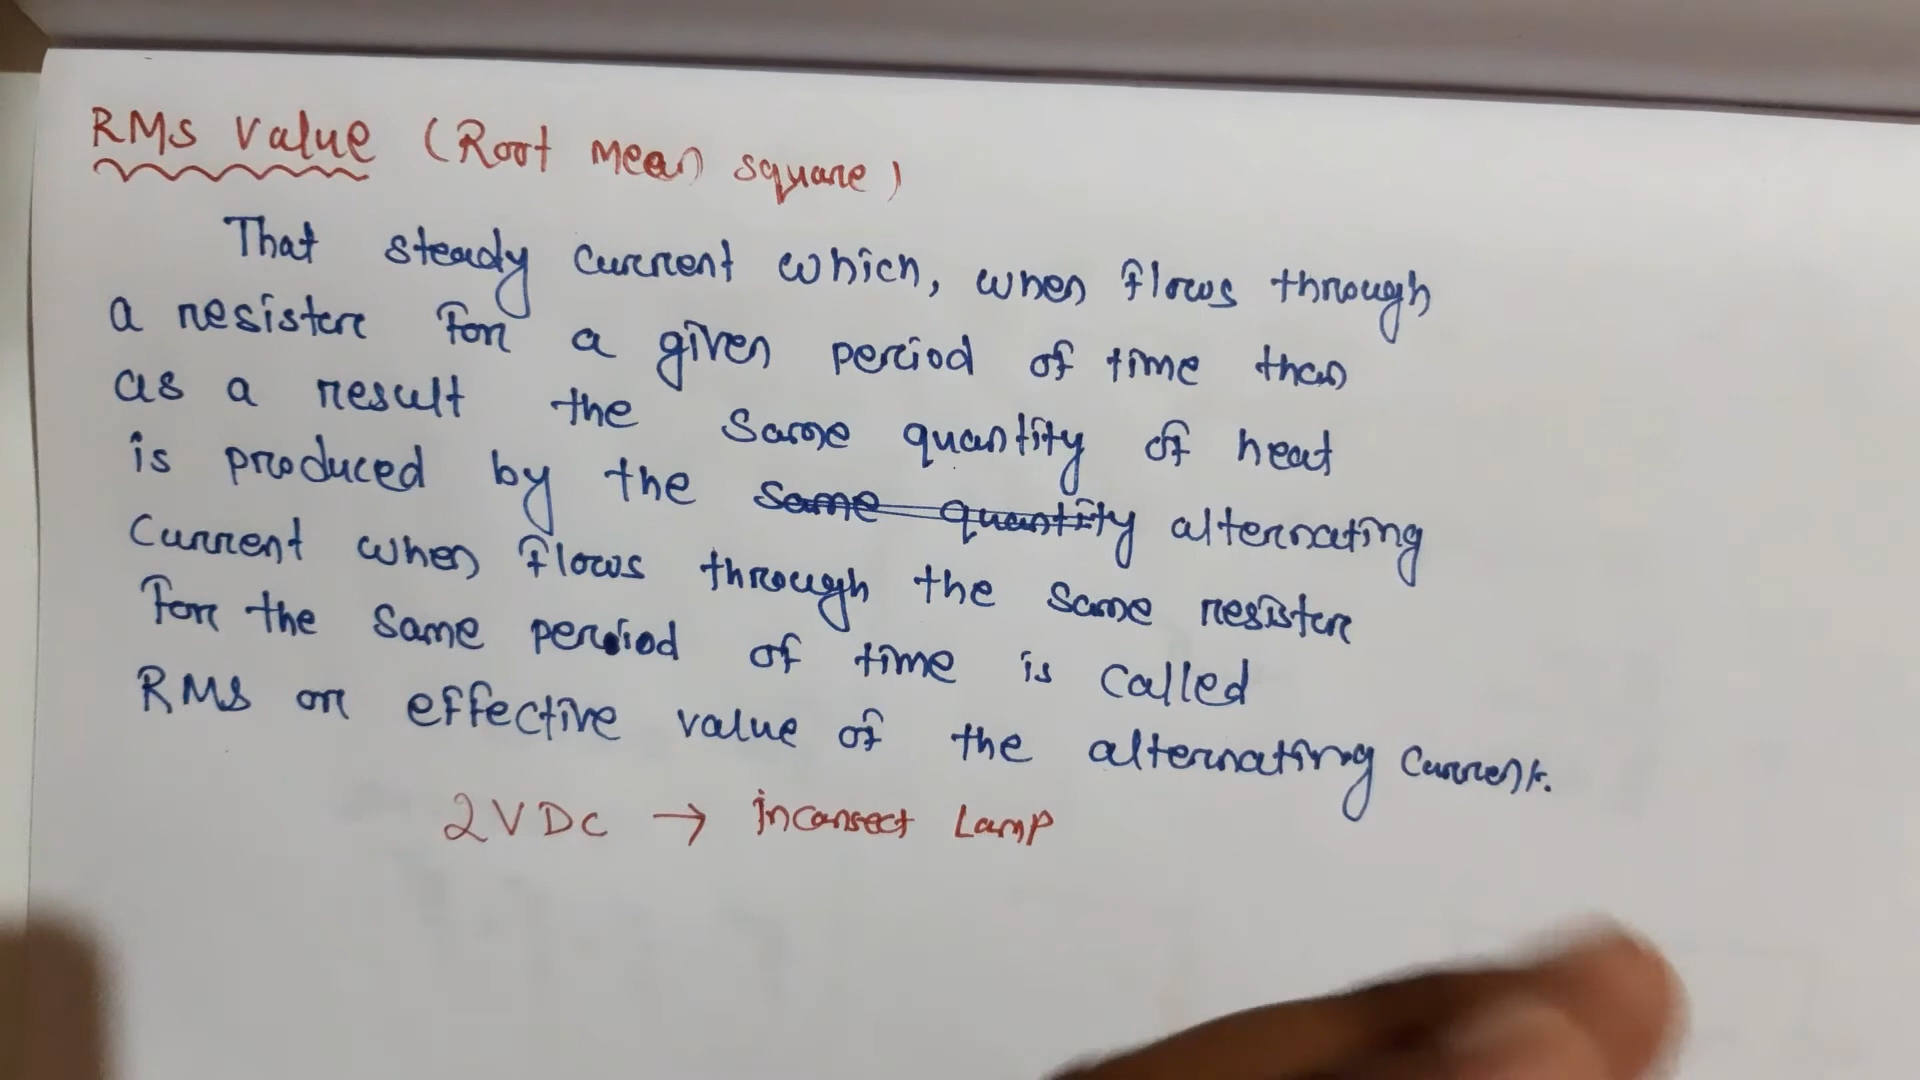 RMS Value (Root Mean square)
That steady current which, when flows through
a resister for a given period of time than
as a result the same quantity of heat
is produced by the same quantity alternating
Current when flows through the same resister
For the same period of time is called
RMS or effective value of the alternating current.
2VDC → incansect Lamp